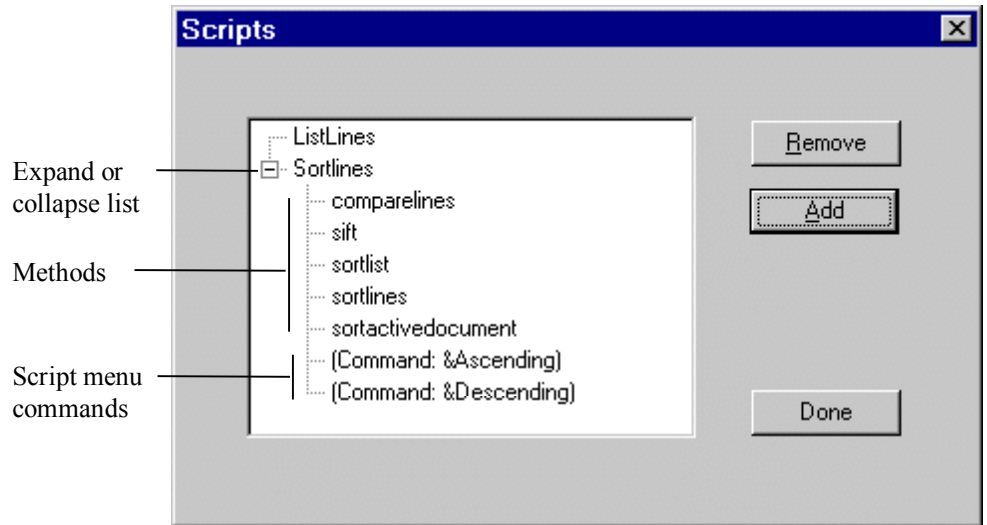 Scripts
ListLines
Sortlines
comparelines
sift
sortlist
sortlines
sortactivedocument
(Command: &Ascending)
(Command: &Descending)
Remove
Add
Done
Expand or
collapse list
Methods
Script menu
commands